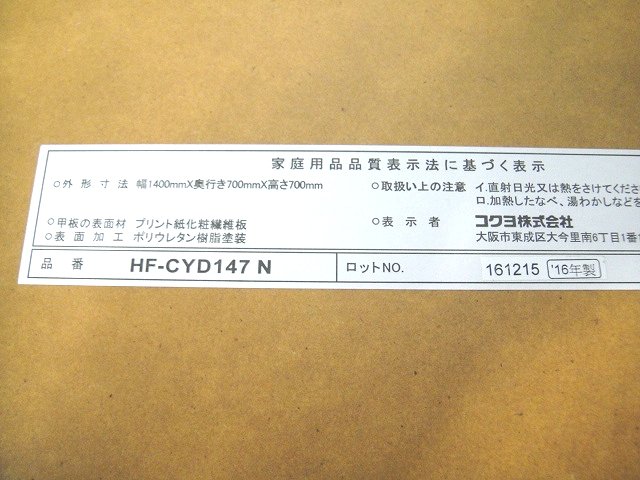 家庭用品品質表示法に基づく表示
○外形寸法 幅1400mmX奥行き700mmX高さ700mm
○甲板の表面材 プリント紙化粧繊維板
○表面加工 ポリウレタン樹脂塗装
○取扱い上の注意 イ.直射日光又は熱をさけてくださ
ロ.加熱したなべ、湯わかしなどを
○表示者 コクヨ株式会社
大阪市東成区大今里南6丁目1番1
品番 HF-CYD147 N ロットNO. 161215 '16年製